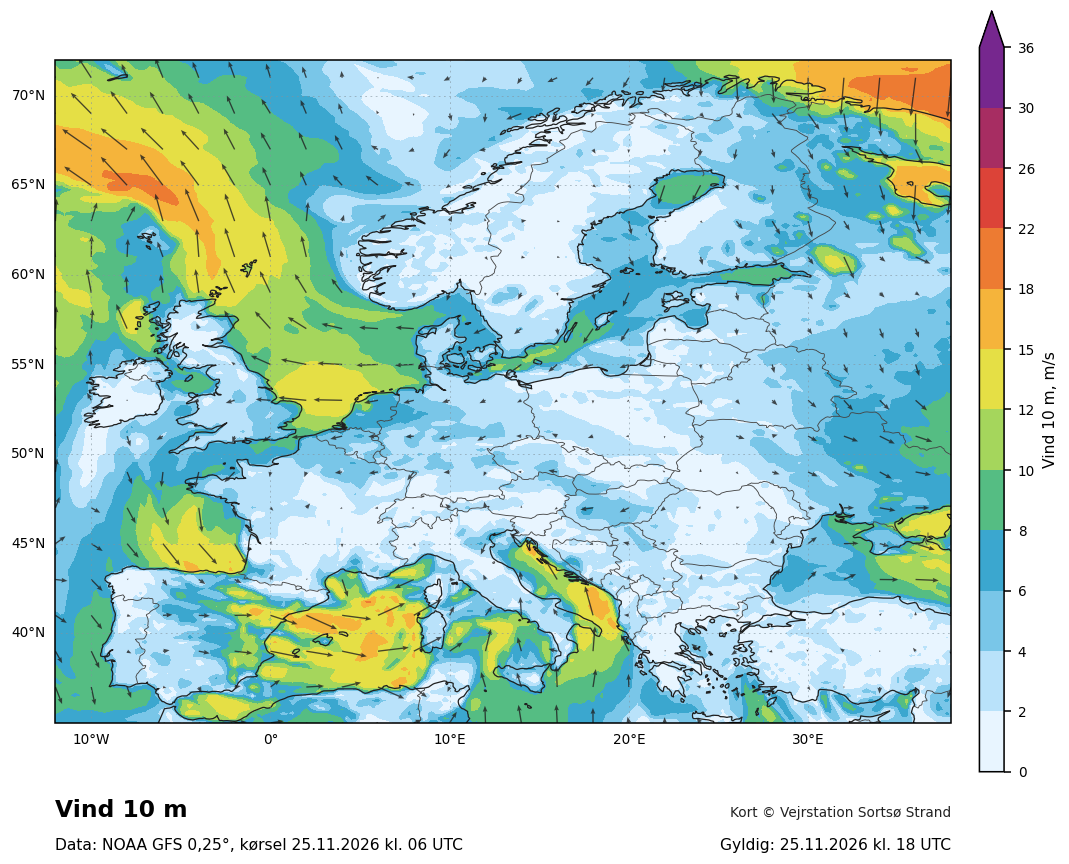 36
30
26
22
18
15
12
10
8
6
4
2
0
Vind 10 m, m/s
70°N
65°N
60°N
55°N
50°N
45°N
40°N
10°W
0°
10°E
20°E
30°E
Vind 10 m
Kort © Vejrstation Sortsø Strand
Data: NOAA GFS 0,25°, kørsel 25.11.2026 kl. 06 UTC
Gyldig: 25.11.2026 kl. 18 UTC